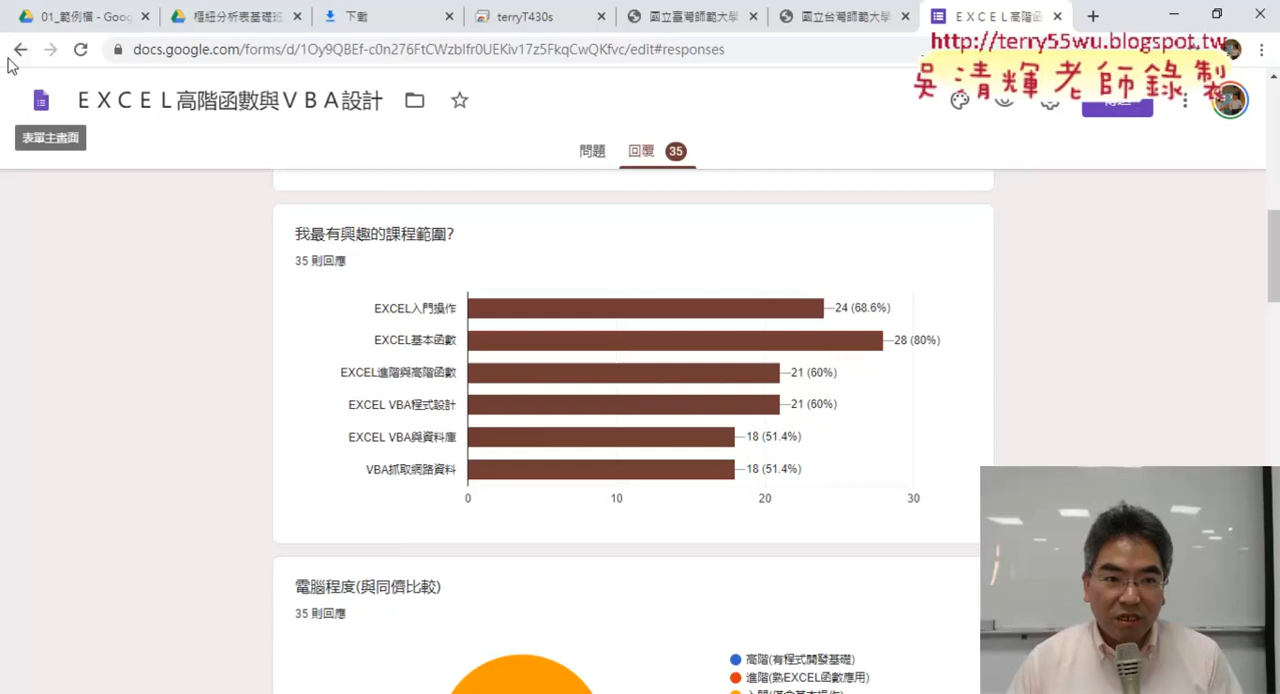 01_範例檔 - Goog
樞紐分析表基礎班
下載
terryT430s
國立臺灣師範大學
國立台灣師範大學
ＥＸＣＥＬ高階函
docs.google.com/forms/d/1Oy9QBEf-c0n276FtCWzbIfr0UEKiv17z5FkqCwQKfvc/edit#responses
http://terry55wu.blogspot.tw
吳清輝老師錄製
ＥＸＣＥＬ高階函數與ＶＢＡ設計
表單主畫面
問題
回覆 35
我最有興趣的課程範圍?
35 則回應
EXCEL入門操作 24 (68.6%)
EXCEL基本函數 28 (80%)
EXCEL進階與高階函數 21 (60%)
EXCEL VBA程式設計 21 (60%)
EXCEL VBA與資料庫 18 (51.4%)
VBA抓取網路資料 18 (51.4%)
0 10 20 30
電腦程度(與同儕比較)
35 則回應
高階(有程式開發基礎)
進階(熟EXCEL函數應用)